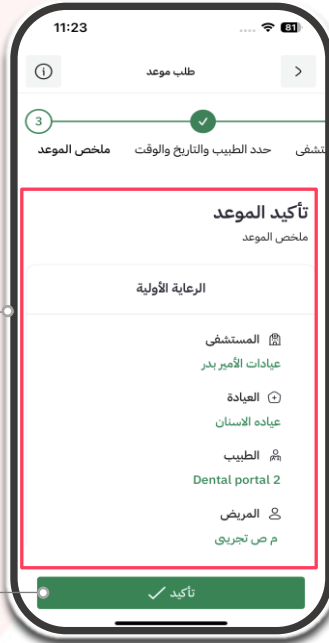 11:23
81
طلب موعد
3
تشفى
حدد الطبيب والتاريخ والوقت
ملخص الموعد
تأكيد الموعد
ملخص الموعد
الرعاية الأولية
المستشفى
عيادات الأمير بدر
العيادة
عياده الاسنان
الطبيب
Dental portal 2
المريض
م ص تجريبى
تأكيد